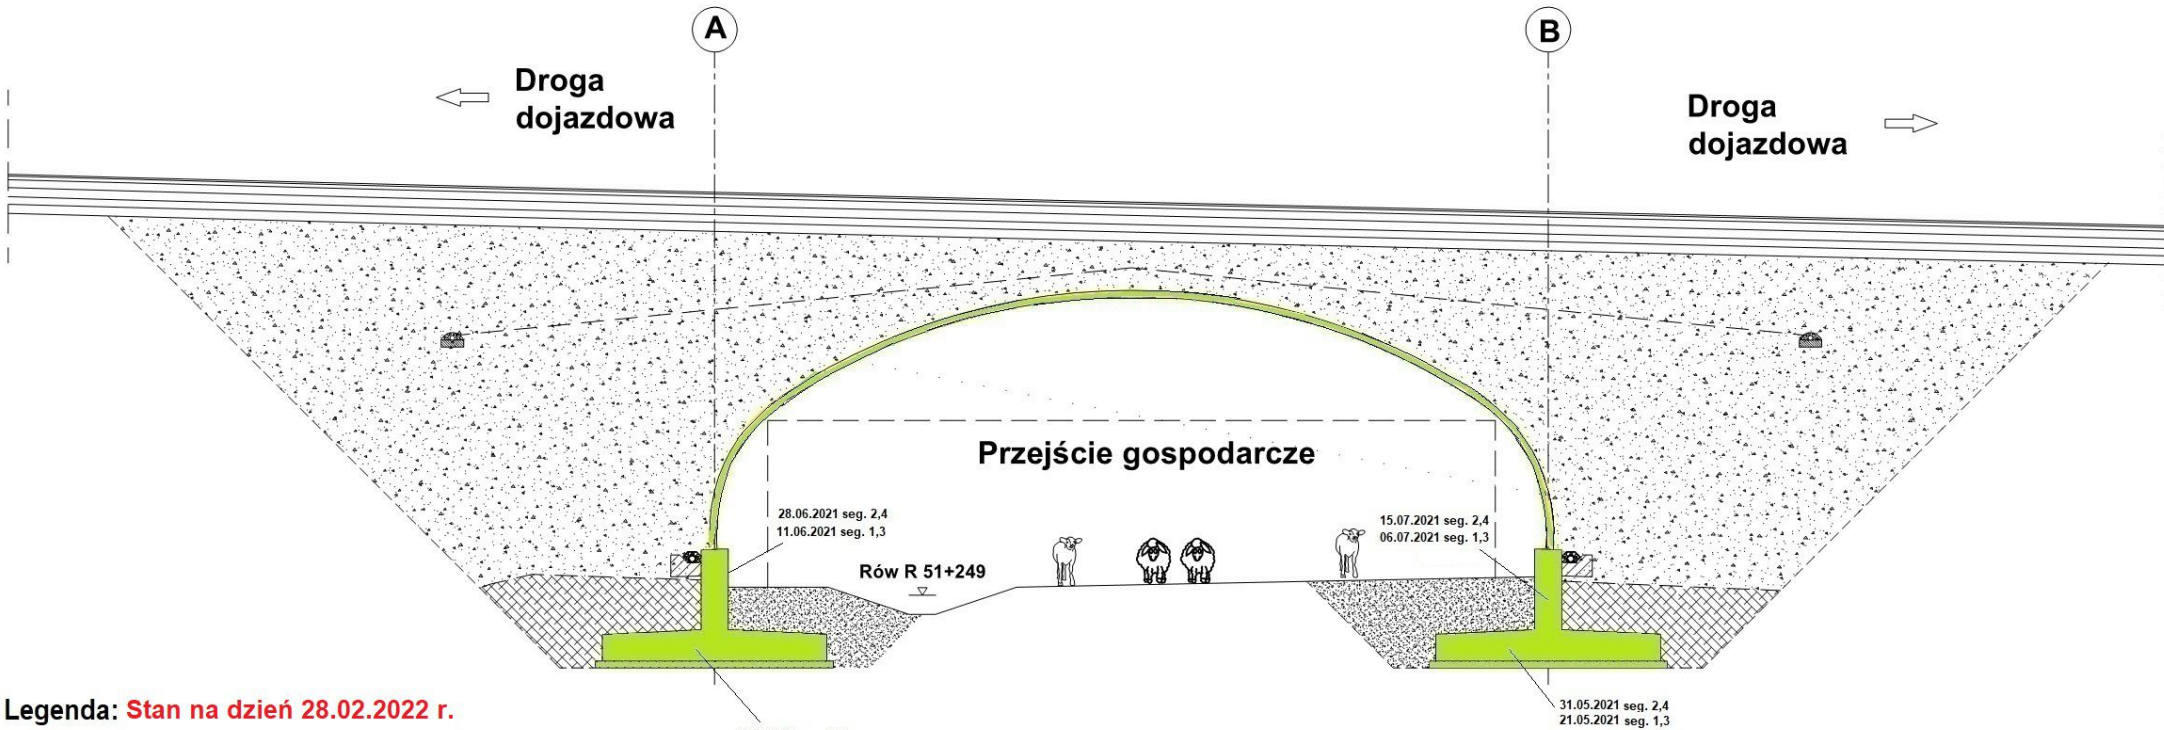 A
B
Droga
dojazdowa
Droga
dojazdowa
Przejście gospodarcze
28.06.2021 seg. 2,4
11.06.2021 seg. 1,3
15.07.2021 seg. 2,4
06.07.2021 seg. 1,3
Rów R 51+249
31.05.2021 seg. 2,4
21.05.2021 seg. 1,3
Legenda: Stan na dzień 28.02.2022 r.